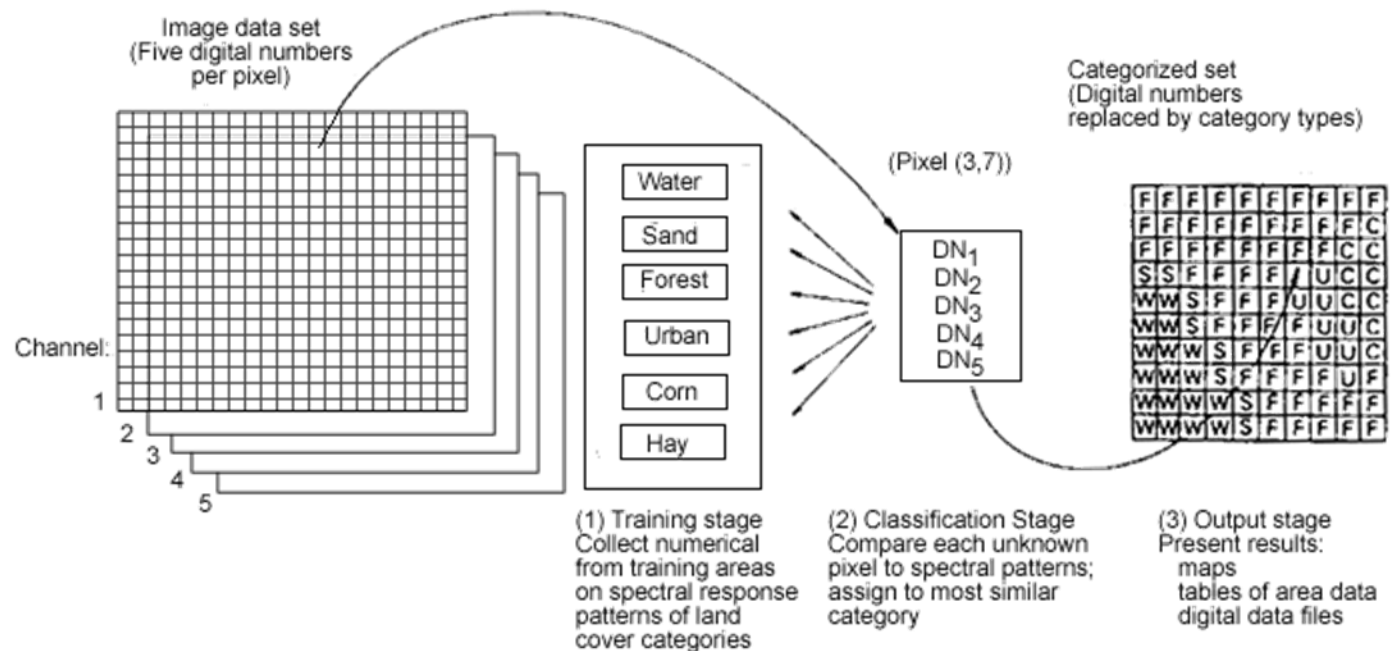 Image data set
(Five digital numbers
per pixel)
Channel:
1
2
3
4
5
Water
Sand
Forest
Urban
Corn
Hay
(1) Training stage
Collect numerical
from training areas
on spectral response
patterns of land
cover categories
(Pixel (3,7))
DN1
DN2
DN3
DN4
DN5
(2) Classification Stage
Compare each unknown
pixel to spectral patterns;
assign to most similar
category
Categorized set
(Digital numbers
replaced by category types)
F F F F F F F F F F
F F F F F F F F F C
F F F F F F F F C C
S S F F F F U C C
W W S F F F U U C C
W W S F F F F U U C
W W W S F F F U U C
W W W S F F F F U F
W W W W S F F F F F
W W W W S F F F F F
(3) Output stage
Present results:
maps
tables of area data
digital data files